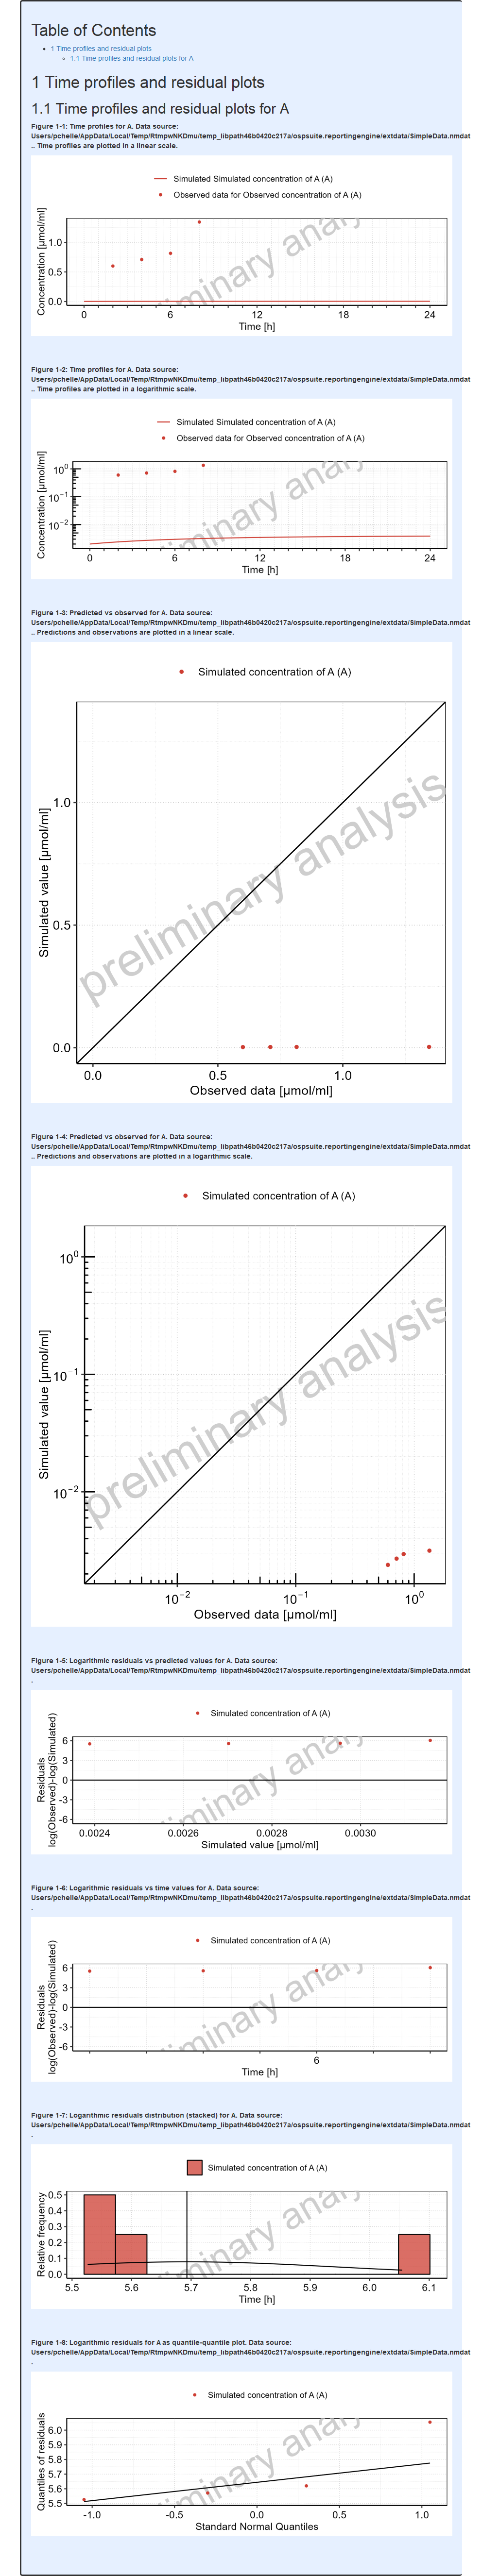 Table of Contents
1 Time profiles and residual plots
1.1 Time profiles and residual plots for A
1 Time profiles and residual plots
1.1 Time profiles and residual plots for A
Figure 1-1: Time profiles for A. Data source:
Users/pchelle/AppData/Local/Temp/RtmpwNKDmu/temp_libpath46b0420c217a/ospsuite.reportingengine/extdata/SimpleData.nmdat
.. Time profiles are plotted in a linear scale.
Simulated Simulated concentration of A (A)
Observed data for Observed concentration of A (A)
Concentration [µmol/ml]
1.0
0.5
0.0
iminary anary
0 6 12 18 24
Time [h]
Figure 1-2: Time profiles for A. Data source:
Users/pchelle/AppData/Local/Temp/RtmpwNKDmu/temp_libpath46b0420c217a/ospsuite.reportingengine/extdata/SimpleData.nmdat
.. Time profiles are plotted in a logarithmic scale.
Simulated Simulated concentration of A (A)
Observed data for Observed concentration of A (A)
Concentration [µmol/ml]
10⁰
10⁻¹
10⁻²
0 6 12 18 24
Time [h]
Figure 1-3: Predicted vs observed for A. Data source:
Users/pchelle/AppData/Local/Temp/RtmpwNKDmu/temp_libpath46b0420c217a/ospsuite.reportingengine/extdata/SimpleData.nmdat
.. Predictions and observations are plotted in a linear scale.
Simulated concentration of A (A)
Simulated value [µmol/ml]
1.0
0.5
0.0
preliminary analysis
0.0 0.5 1.0
Observed data [µmol/ml]
Figure 1-4: Predicted vs observed for A. Data source:
Users/pchelle/AppData/Local/Temp/RtmpwNKDmu/temp_libpath46b0420c217a/ospsuite.reportingengine/extdata/SimpleData.nmdat
.. Predictions and observations are plotted in a logarithmic scale.
Simulated concentration of A (A)
Simulated value [µmol/ml]
10⁰
10⁻¹
10⁻²
preliminary analysis
10⁻² 10⁻¹ 10⁰
Observed data [µmol/ml]
Figure 1-5: Logarithmic residuals vs predicted values for A. Data source:
Users/pchelle/AppData/Local/Temp/RtmpwNKDmu/temp_libpath46b0420c217a/ospsuite.reportingengine/extdata/SimpleData.nmdat
.
Simulated concentration of A (A)
Residuals
log(Observed)-log(Simulated)
6
3
0
-3
-6
0.0024 0.0026 0.0028 0.0030
Simulated value [µmol/ml]
Figure 1-6: Logarithmic residuals vs time values for A. Data source:
Users/pchelle/AppData/Local/Temp/RtmpwNKDmu/temp_libpath46b0420c217a/ospsuite.reportingengine/extdata/SimpleData.nmdat
.
Simulated concentration of A (A)
Residuals
log(Observed)-log(Simulated)
6
3
0
-3
-6
6
Time [h]
Figure 1-7: Logarithmic residuals distribution (stacked) for A. Data source:
Users/pchelle/AppData/Local/Temp/RtmpwNKDmu/temp_libpath46b0420c217a/ospsuite.reportingengine/extdata/SimpleData.nmdat
.
Simulated concentration of A (A)
Relative frequency
0.5
0.4
0.3
0.2
0.1
0.0
5.5 5.6 5.7 5.8 5.9 6.0 6.1
Time [h]
Figure 1-8: Logarithmic residuals for A as quantile-quantile plot. Data source:
Users/pchelle/AppData/Local/Temp/RtmpwNKDmu/temp_libpath46b0420c217a/ospsuite.reportingengine/extdata/SimpleData.nmdat
.
Simulated concentration of A (A)
Quantiles of residuals
6.0
5.9
5.8
5.7
5.6
5.5
-1.0 -0.5 0.0 0.5 1.0
Standard Normal Quantiles